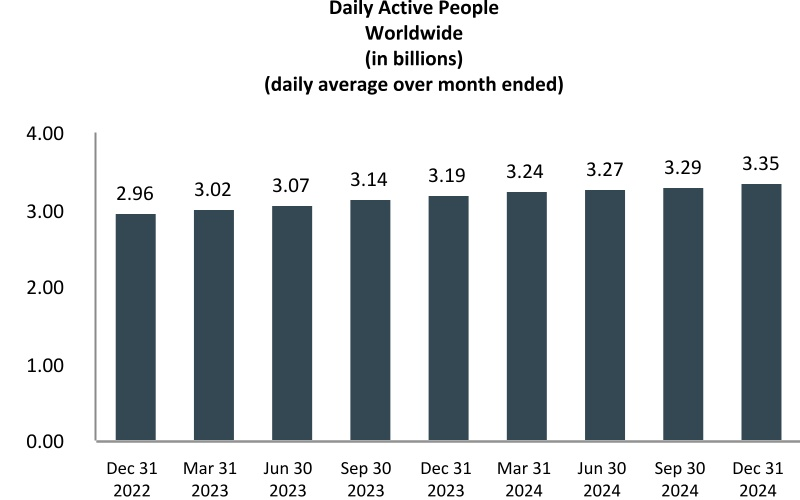 Daily Active People
Worldwide
(in billions)
(daily average over month ended)
4.00
3.00
2.00
1.00
0.00
2.96
3.02
3.07
3.14
3.19
3.24
3.27
3.29
3.35
Dec 31
2022
Mar 31
2023
Jun 30
2023
Sep 30
2023
Dec 31
2023
Mar 31
2024
Jun 30
2024
Sep 30
2024
Dec 31
2024